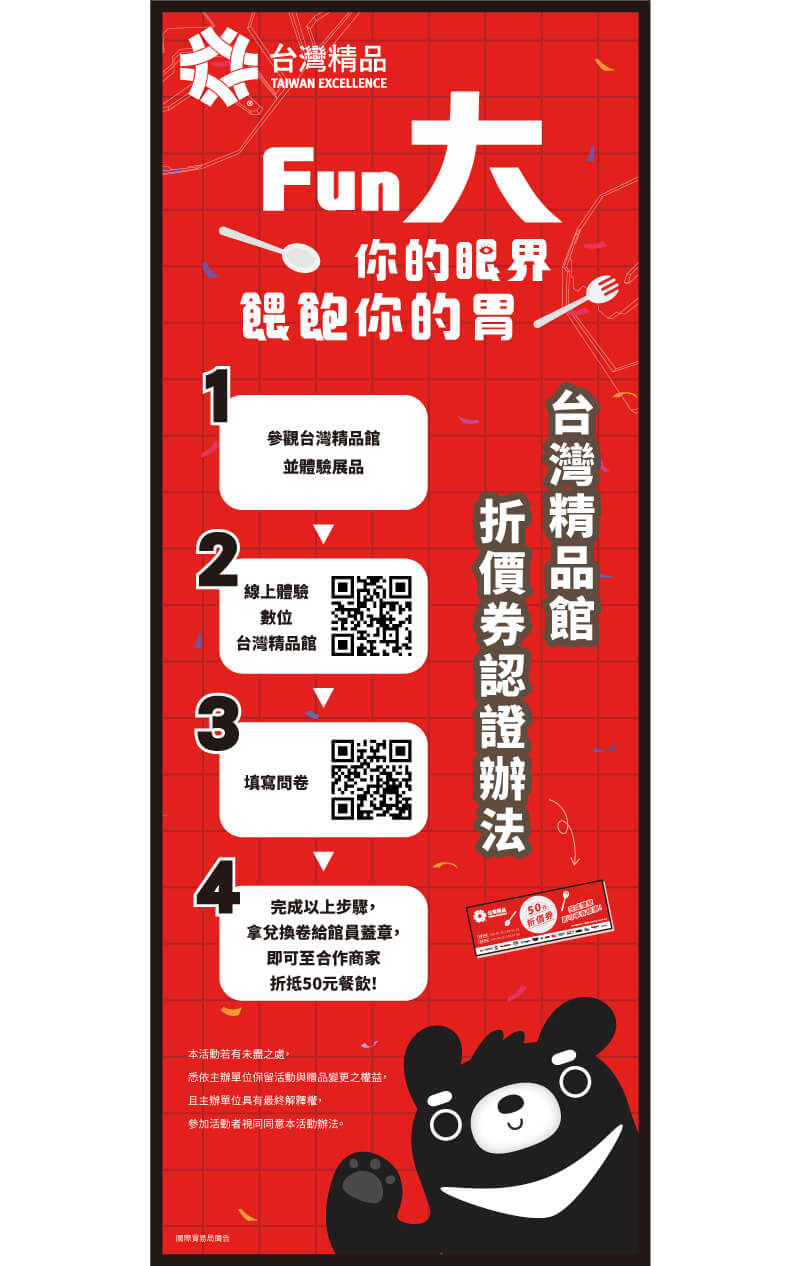 台灣精品
TAIWAN EXCELLENCE
®
Fun大
你的眼界
餵飽你的胃
台灣精品館
折價券認證辦法
1
參觀台灣精品館
並體驗展品
2
線上體驗
數位
台灣精品館
3
填寫問卷
4
完成以上步驟，
拿兌換卷給館員蓋章，
即可至合作商家
折抵50元餐飲!
台灣精品
50元
折價券
本活動若有未盡之處，
悉依主辦單位保留活動與贈品變更之權益，
且主辦單位具有最終解釋權，
參加活動者視同同意本活動辦法。
國際貿易局廣告